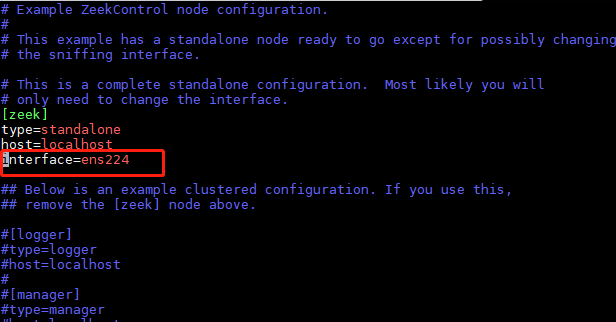 # Example ZeekControl node configuration.
#
# This example has a standalone node ready to go except for possibly changing
# the sniffing interface.
# This is a complete standalone configuration.  Most likely you will
# only need to change the interface.
[zeek]
type=standalone
host=localhost
interface=ens224
## Below is an example clustered configuration. If you use this,
## remove the [zeek] node above.
#[logger]
#type=logger
#host=localhost
#
#[manager]
#type=manager